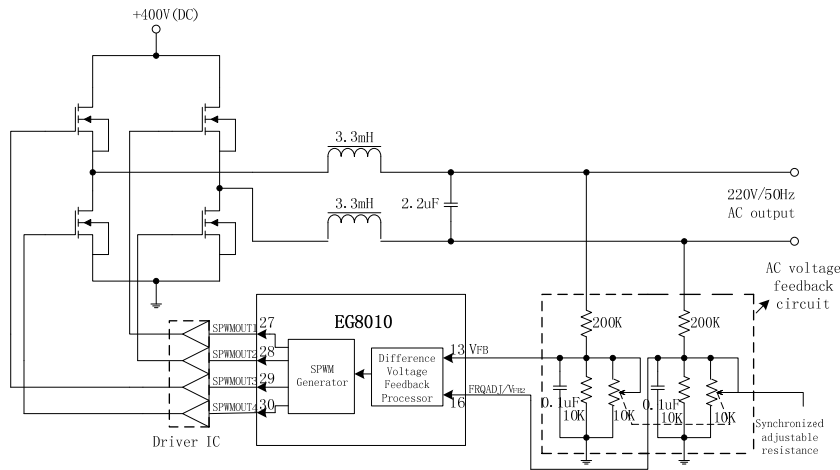 +400V(DC)
3.3mH
3.3mH
2.2uF
220V/50Hz
AC output
AC voltage
feedback
circuit
200K
200K
EG8010
SPWMOUT1
27
SPWMOUT2
28
SPWMOUT3
29
SPWMOUT4
30
SPWM
Generator
Difference
Voltage
Feedback
Processor
13
VFB
FRQADJ/VFB2
16
0.1uF
10K
10K
0.1uF
10K
10K
Synchronized
adjustable
resistance
Driver IC